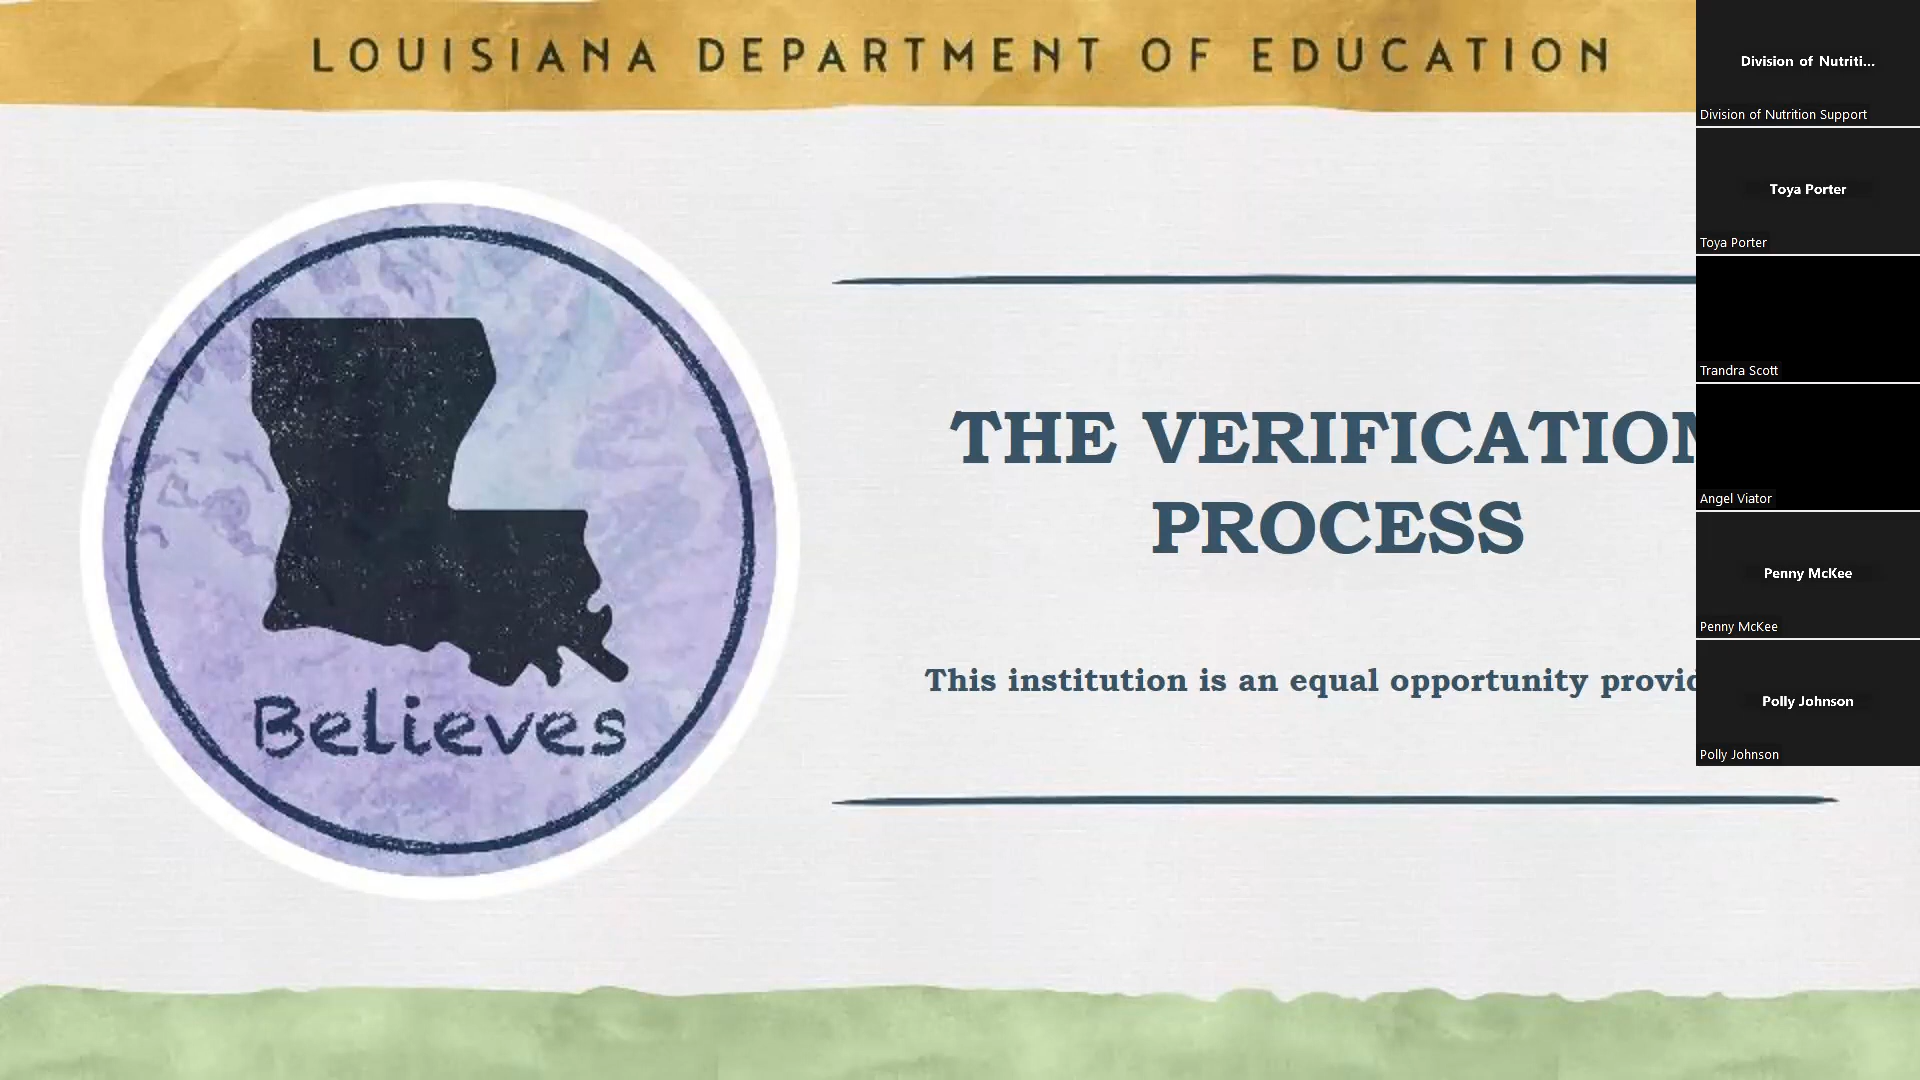 LOUISIANA DEPARTMENT OF EDUCATION
Believes
THE VERIFICATION
PROCESS
This institution is an equal opportunity provid
Division of Nutriti...
Division of Nutrition Support
Toya Porter
Toya Porter
Trandra Scott
Angel Viator
Penny McKee
Penny McKee
Polly Johnson
Polly Johnson